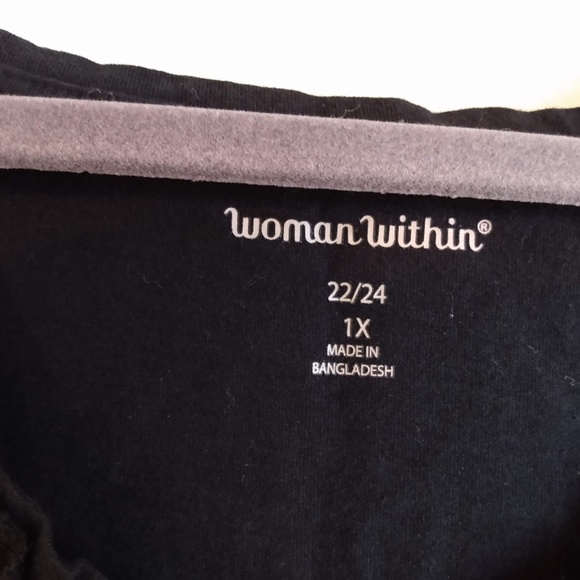 woman within®
22/24
1X
MADE IN
BANGLADESH